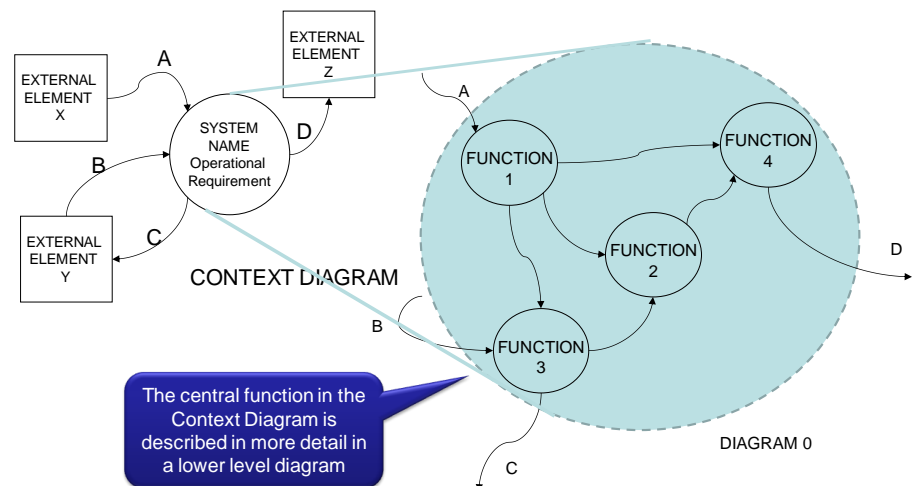 EXTERNAL
ELEMENT
X
A
EXTERNAL
ELEMENT
Z
SYSTEM
NAME
Operational
Requirement
D
B
EXTERNAL
ELEMENT
Y
C
CONTEXT DIAGRAM
A
FUNCTION
1
FUNCTION
4
FUNCTION
2
D
B
FUNCTION
3
C
The central function in the
Context Diagram is
described in more detail in
a lower level diagram
DIAGRAM 0